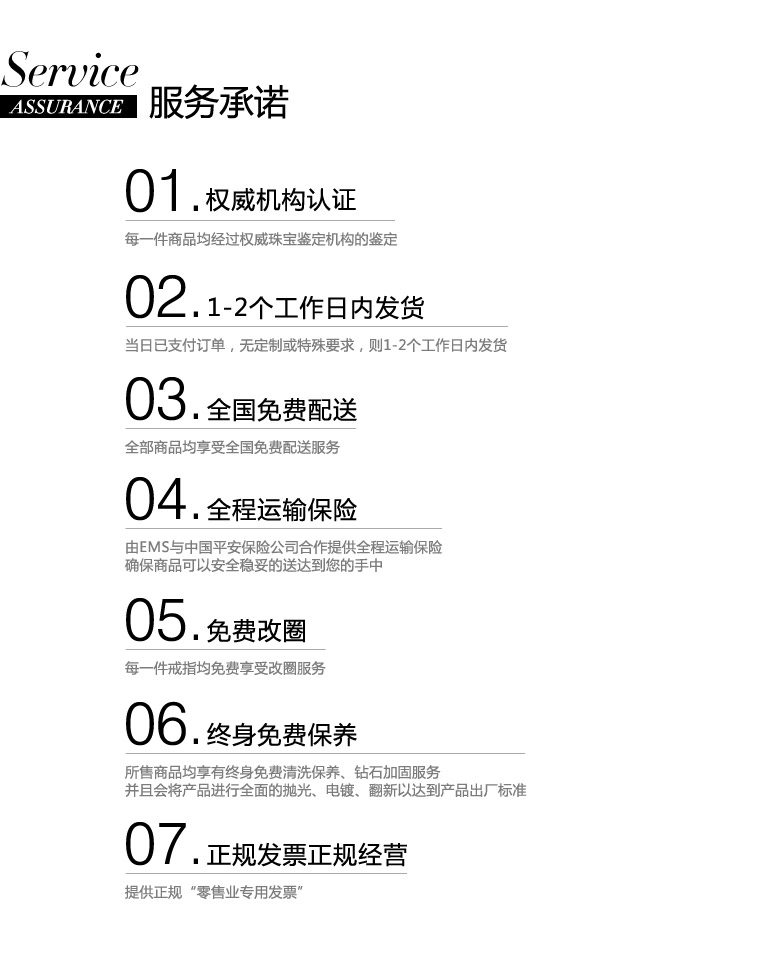 Service
ASSURANCE 服务承诺
01.权威机构认证
每一件商品均经过权威珠宝鉴定机构的鉴定
02.1-2个工作日内发货
当日已支付订单，无定制或特殊要求，则1-2个工作日内发货
03.全国免费配送
全部商品均享受全国免费配送服务
04.全程运输保险
由EMS与中国平安保险公司合作提供全程运输保险
确保商品可以安全稳妥的送达到您的手中
05.免费改圈
每一件戒指均免费享受改圈服务
06.终身免费保养
所售商品均享有终身免费清洗保养、钻石加固服务
并且会将产品进行全面的抛光、电镀、翻新以达到产品出厂标准
07.正规发票正规经营
提供正规“零售业专用发票”